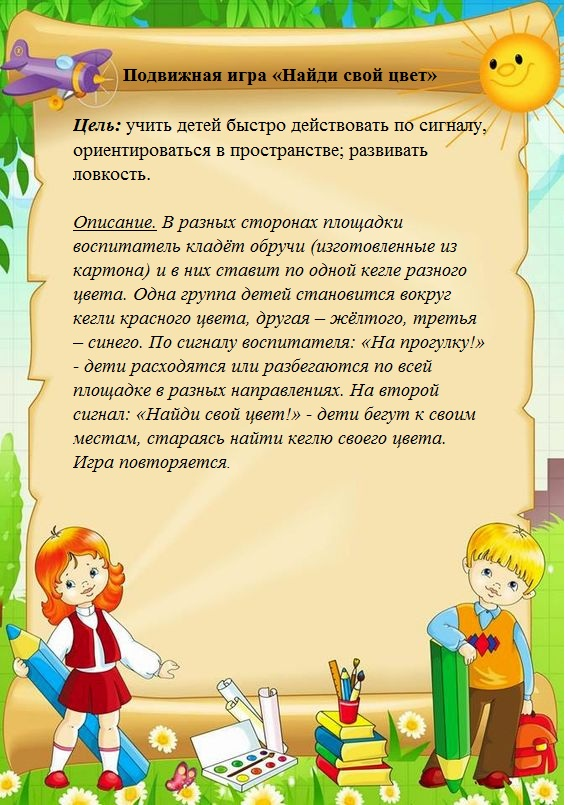 Подвижная игра «Найди свой цвет»
Цель: учить детей быстро действовать по сигналу,
ориентироваться в пространстве; развивать
ловкость.
Описание. В разных сторонах площадки
воспитатель кладёт обручи (изготовленные из
картона) и в них ставит по одной кегле разного
цвета. Одна группа детей становится вокруг
кегли красного цвета, другая – жёлтого, третья
– синего. По сигналу воспитателя: «На прогулку!»
- дети расходятся или разбегаются по всей
площадке в разных направлениях. На второй
сигнал: «Найди свой цвет!» - дети бегут к своим
местам, стараясь найти кеглю своего цвета.
Игра повторяется.